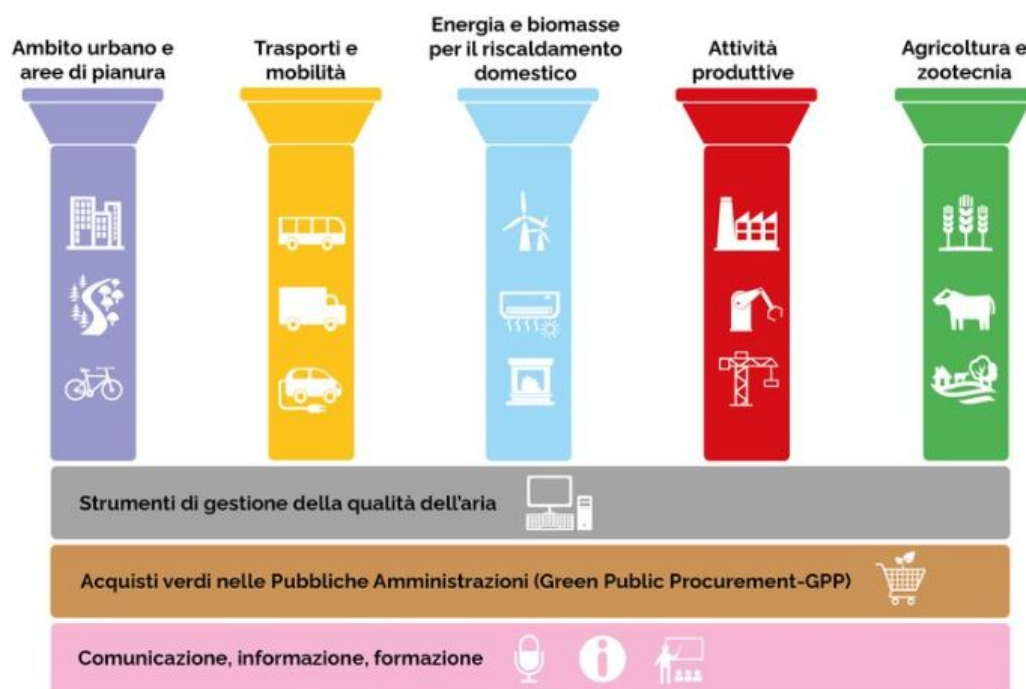 Ambito urbano e
aree di pianura
Trasporti e
mobilità
Energia e biomasse
per il riscaldamento
domestico
Attività
produttive
Agricoltura e
zootecnia
Strumenti di gestione della qualità dell'aria
Acquisti verdi nelle Pubbliche Amministrazioni (Green Public Procurement-GPP)
Comunicazione, informazione, formazione